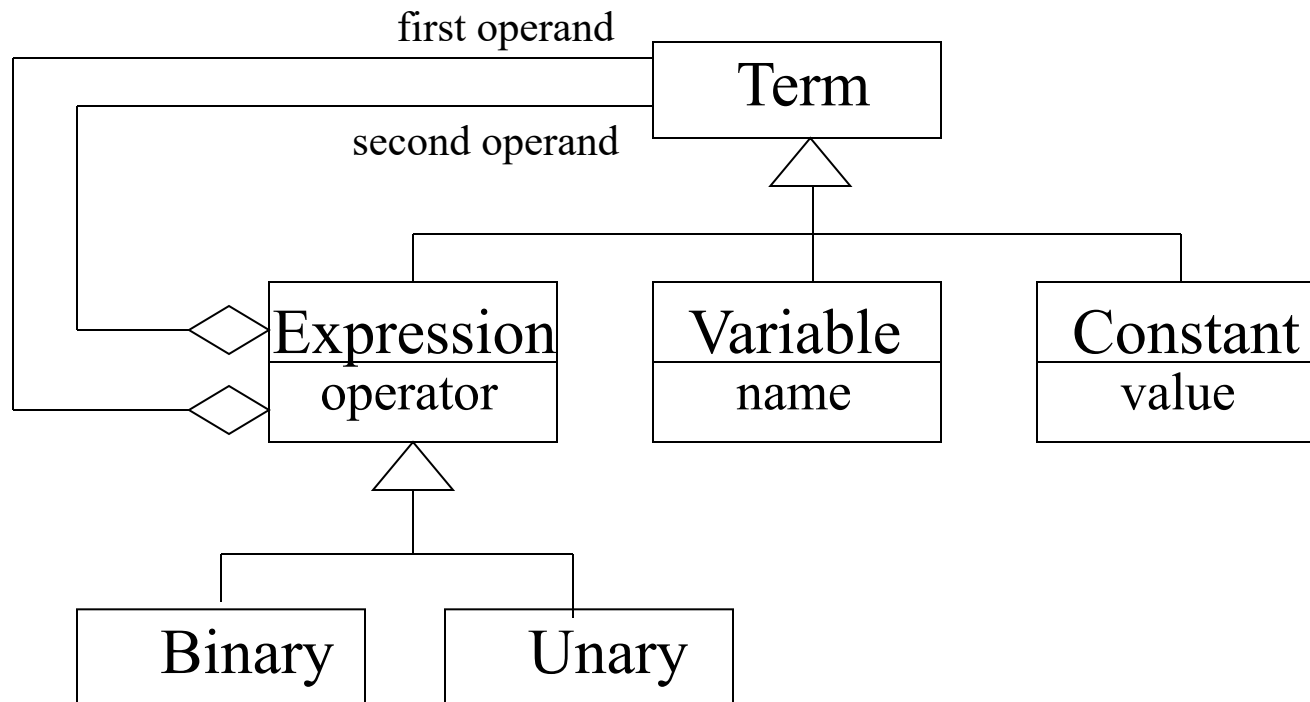 first operand
Term
second operand
Expression
operator
Variable
name
Constant
value
Binary
Unary